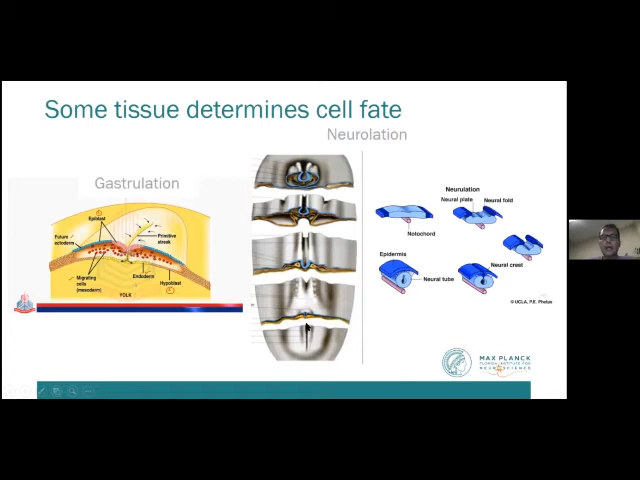 Some tissue determines cell fate
Neurolation
Gastrulation
Epiblast
Future
ectoderm
Primitive
streak
Migrating
cells
(mesoderm)
Endoderm
Hypoblast
YOLK
Neurulation
Neural plate
Neural fold
Notochord
Neural crest
Epidermis
Neural tube
© UCLA, P.E. Phelps
MAX PLANCK
FLORIDA INSTITUTE FOR
NEUROSCIENCE